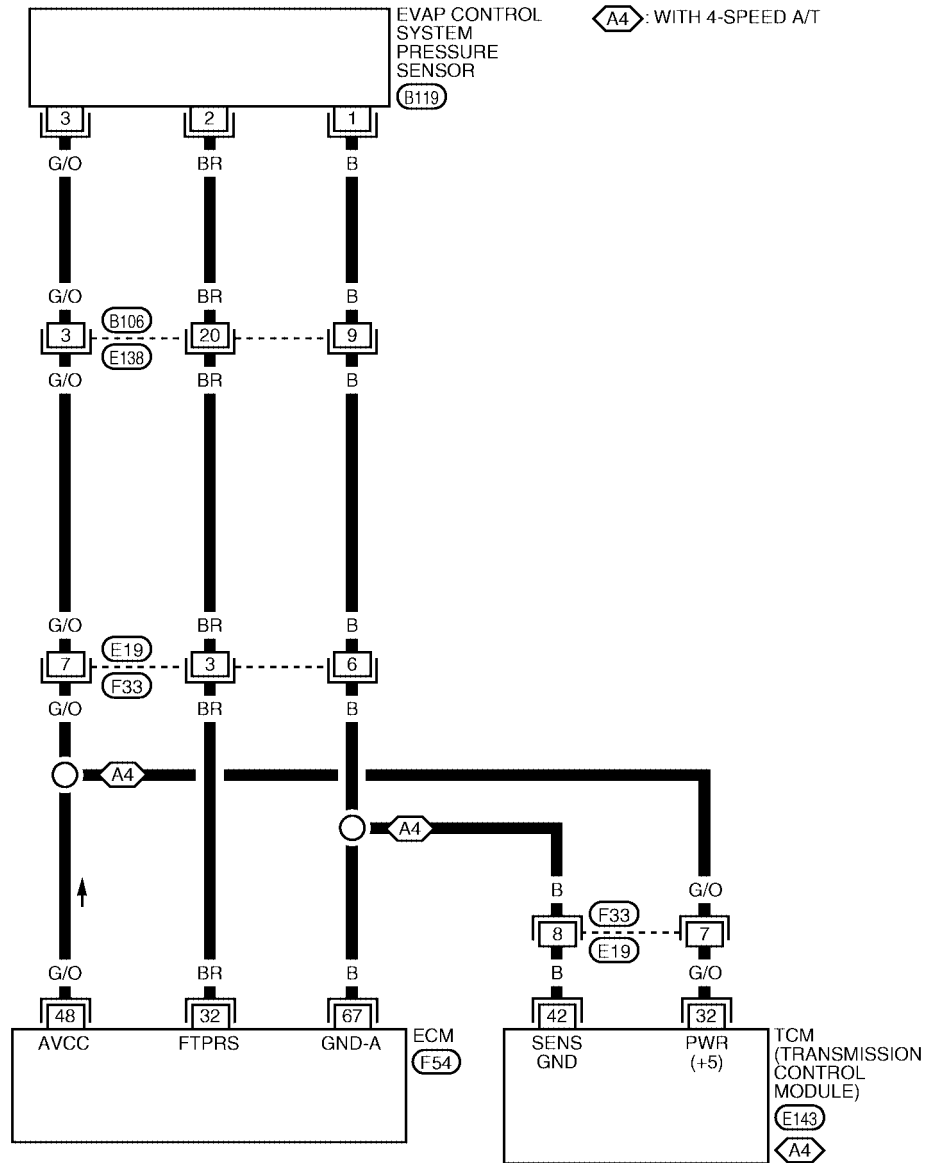 EVAP CONTROL
SYSTEM
PRESSURE
SENSOR
B119
A4 : WITH 4-SPEED A/T
3 2 1
G/O BR B
G/O BR B
3 B106 20 9
E138
G/O BR B
G/O BR B
7 E19 3 6
F33
G/O BR B
A4
A4
B G/O
8 F33 7
E19
B G/O
G/O BR B
48 32 67
AVCC FTPRS GND-A
ECM
F54
42 32
SENS
GND
PWR
(+5)
TCM
(TRANSMISSION
CONTROL
MODULE)
E143
A4